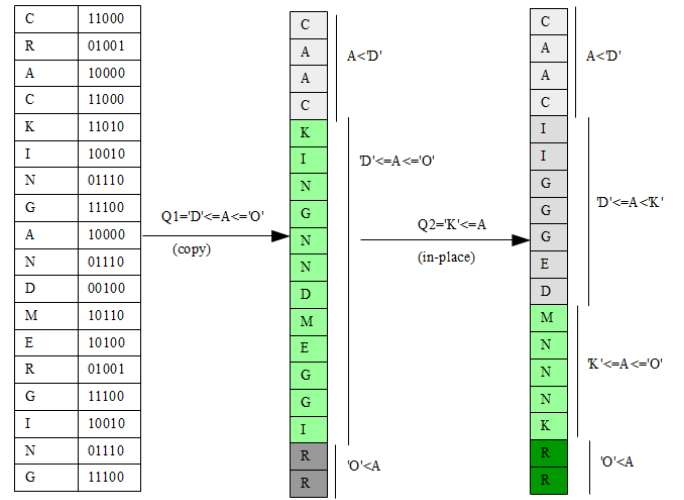 C 11000
R 01001
A 10000
C 11000
K 11010
I 10010
N 01110
G 11100
A 10000
N 01110
D 00100
M 10110
E 10100
R 01001
G 11100
I 10010
N 01110
G 11100
Q1='D'<=A<='O'
(copy)
C
A
A
C
K
I
N
G
N
N
D
M
E
G
G
I
R
R
A<'D'
'D'<=A<='O'
'O'<A
Q2='K'<=A
(in-place)
C
A
A
C
I
I
G
G
G
E
D
M
N
N
N
K
R
R
A<'D'
'D'<=A<'K'
'K'<=A<='O'
'O'<A